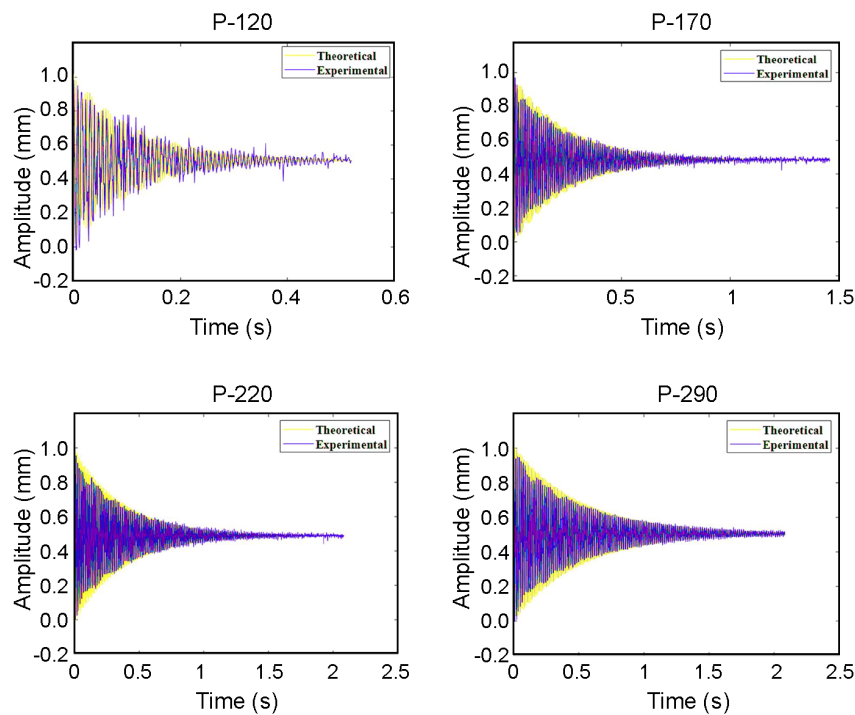 P-120
Theoretical
Experimental
1.0
0.8
0.6
0.4
0.2
0.0
-0.2
Amplitude (mm)
0
0.2
0.4
0.6
Time (s)
P-170
Theoretical
Experimental
1.0
0.8
0.6
0.4
0.2
0.0
-0.2
Amplitude (mm)
0.5
1
1.5
Time (s)
P-220
Theoretical
Experimental
1.0
0.8
0.6
0.4
0.2
0.0
-0.2
Amplitude (mm)
0
0.5
1
1.5
2
2.5
Time (s)
P-290
Theoretical
Eperimental
1.0
0.8
0.6
0.4
0.2
0.0
-0.2
Amplitude (mm)
0
0.5
1
1.5
2
2.5
Time (s)